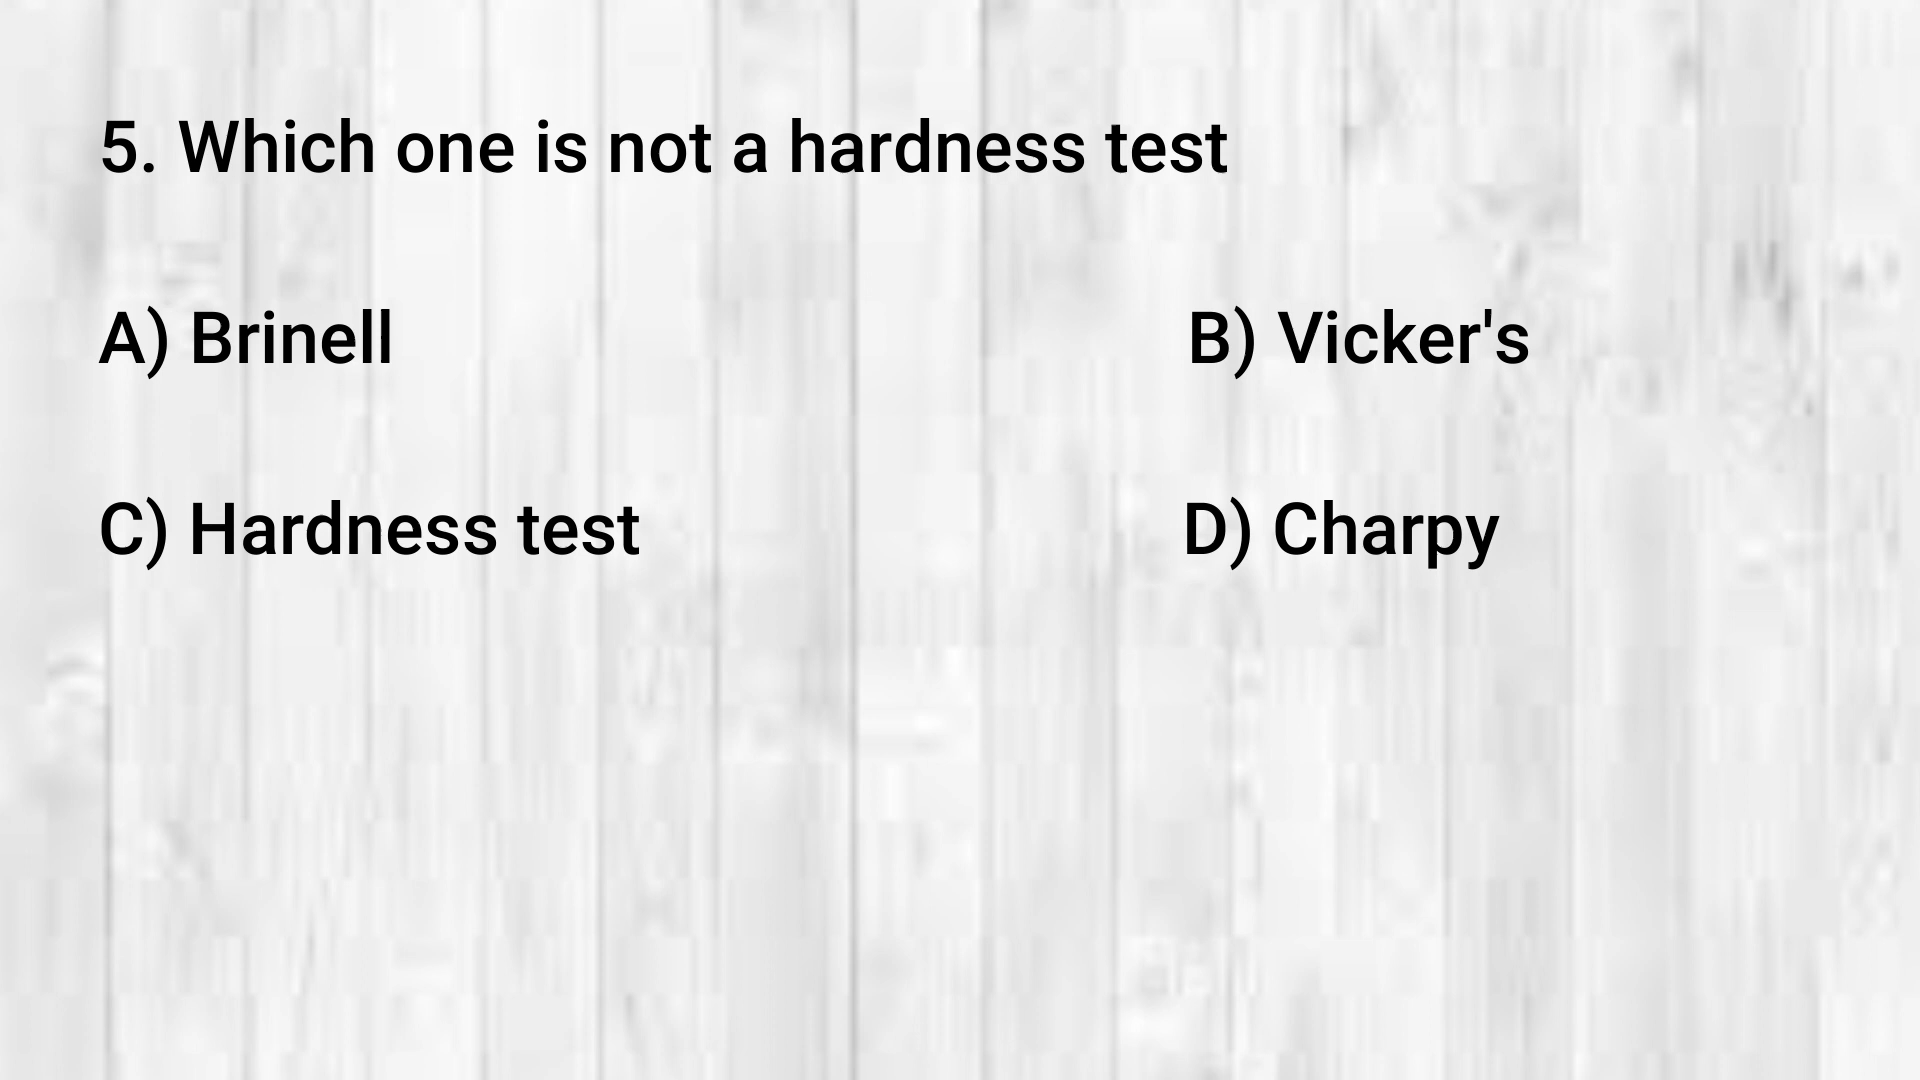 5. Which one is not a hardness test
A) Brinell B) Vicker's
C) Hardness test D) Charpy